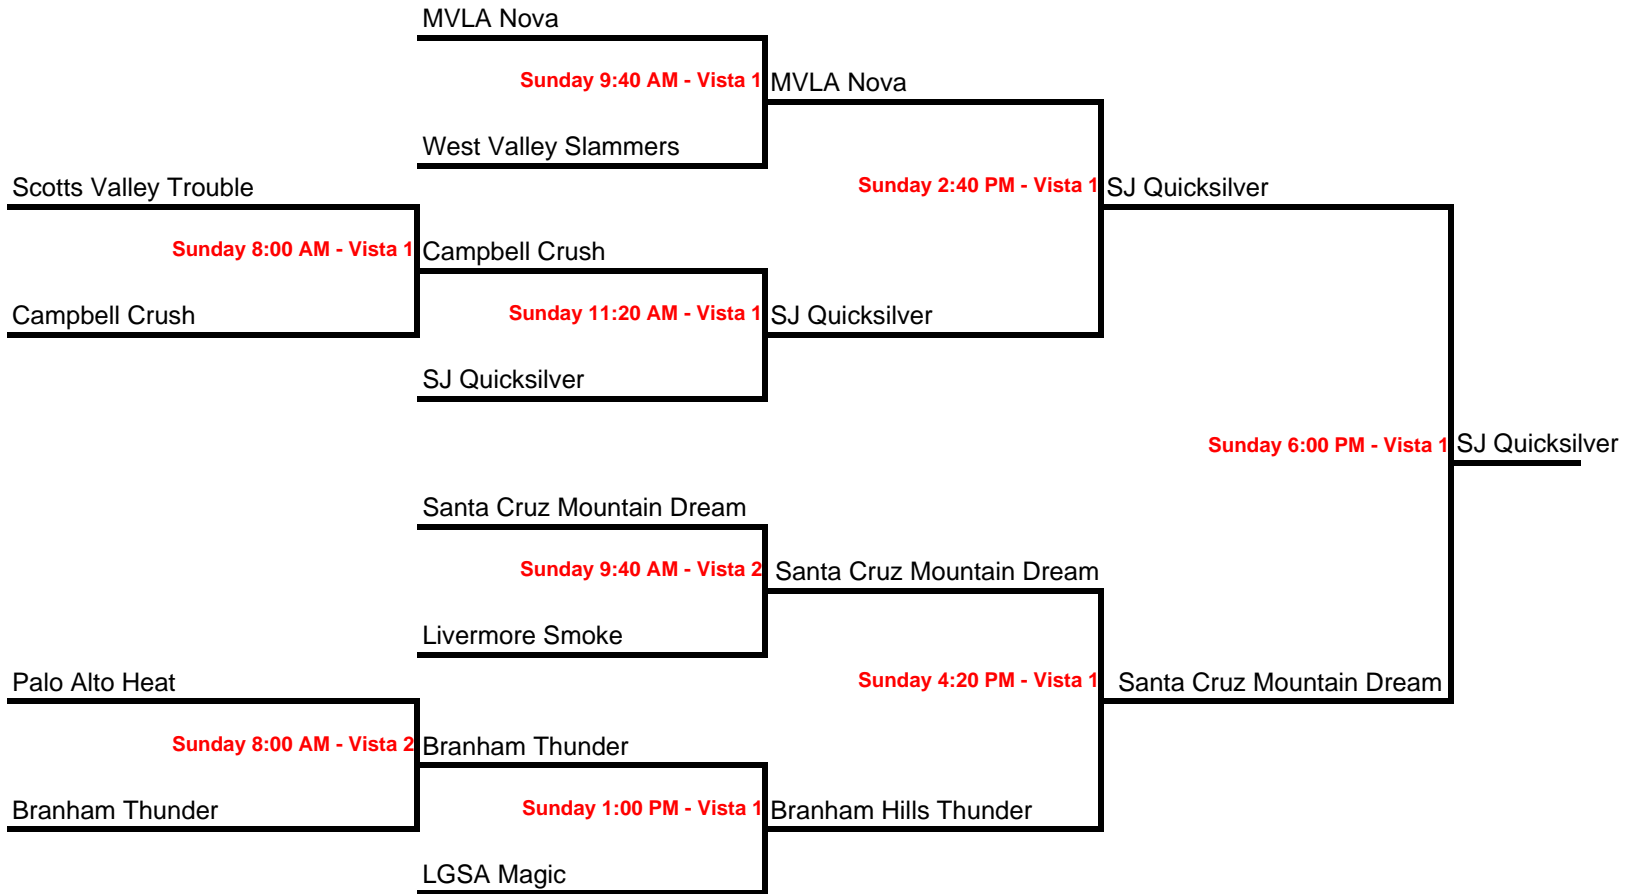 MVLA Nova
Sunday 9:40 AM - Vista 1
MVLA Nova
West Valley Slammers
Scotts Valley Trouble
Sunday 2:40 PM - Vista 1
SJ Quicksilver
Sunday 8:00 AM - Vista 1
Campbell Crush
Campbell Crush
Sunday 11:20 AM - Vista 1
SJ Quicksilver
SJ Quicksilver
Sunday 6:00 PM - Vista 1
SJ Quicksilver
Santa Cruz Mountain Dream
Sunday 9:40 AM - Vista 2
Santa Cruz Mountain Dream
Livermore Smoke
Palo Alto Heat
Sunday 4:20 PM - Vista 1
Santa Cruz Mountain Dream
Sunday 8:00 AM - Vista 2
Branham Thunder
Branham Thunder
Sunday 1:00 PM - Vista 1
Branham Hills Thunder
LGSA Magic